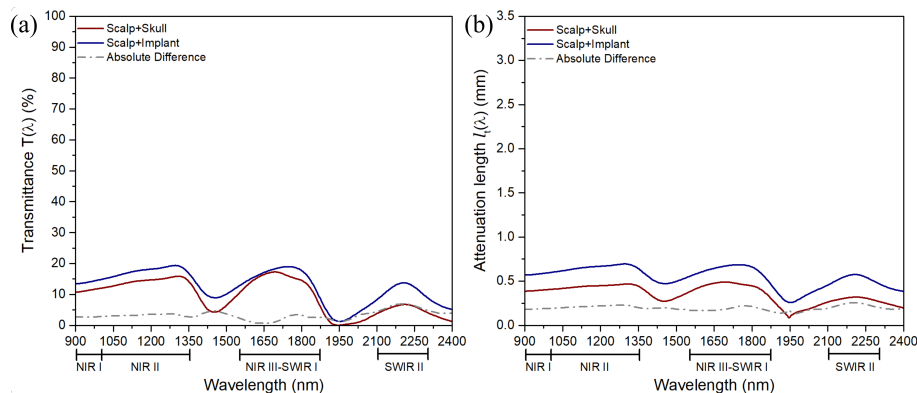 (a)
Scalp+Skull
Scalp+Implant
Absolute Difference
Transmittance T(λ) (%)
100
90
80
70
60
50
40
30
20
10
0
900 1050 1200 1350 1500 1650 1800 1950 2100 2250 2400
NIR I NIR II NIR III-SWIR I SWIR II
Wavelength (nm)
(b)
Scalp+Skull
Scalp+Implant
Absolute Difference
Attenuation length lt(λ) (mm)
3.5
3.0
2.5
2.0
1.5
1.0
0.5
0.0
900 1050 1200 1350 1500 1650 1800 1950 2100 2250 2400
NIR I NIR II NIR III-SWIR I SWIR II
Wavelength (nm)